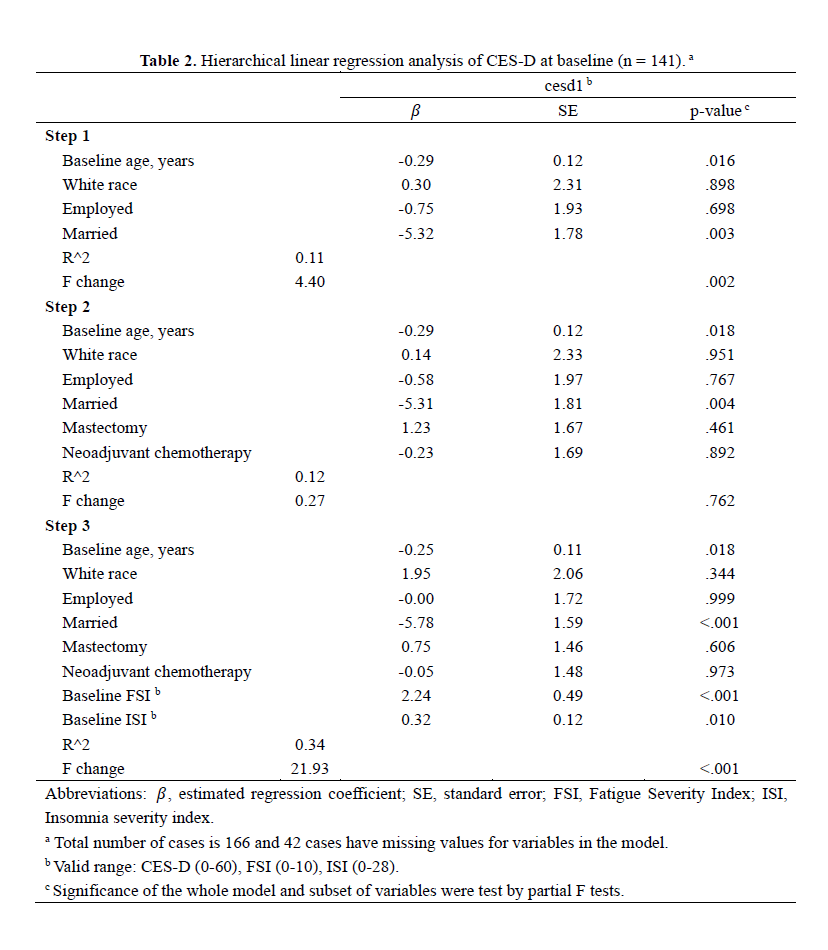 Table 2. Hierarchical linear regression analysis of CES-D at baseline (n = 141). a
cesd1 b
β SE p-value c
Step 1
Baseline age, years -0.29 0.12 .016
White race 0.30 2.31 .898
Employed -0.75 1.93 .698
Married -5.32 1.78 .003
R^2 0.11
F change 4.40 .002
Step 2
Baseline age, years -0.29 0.12 .018
White race 0.14 2.33 .951
Employed -0.58 1.97 .767
Married -5.31 1.81 .004
Mastectomy 1.23 1.67 .461
Neoadjuvant chemotherapy -0.23 1.69 .892
R^2 0.12
F change 0.27 .762
Step 3
Baseline age, years -0.25 0.11 .018
White race 1.95 2.06 .344
Employed -0.00 1.72 .999
Married -5.78 1.59 <.001
Mastectomy 0.75 1.46 .606
Neoadjuvant chemotherapy -0.05 1.48 .973
Baseline FSI b 2.24 0.49 <.001
Baseline ISI b 0.32 0.12 .010
R^2 0.34
F change 21.93 <.001
Abbreviations: β, estimated regression coefficient; SE, standard error; FSI, Fatigue Severity Index; ISI,
Insomnia severity index.
a Total number of cases is 166 and 42 cases have missing values for variables in the model.
b Valid range: CES-D (0-60), FSI (0-10), ISI (0-28).
c Significance of the whole model and subset of variables were test by partial F tests.